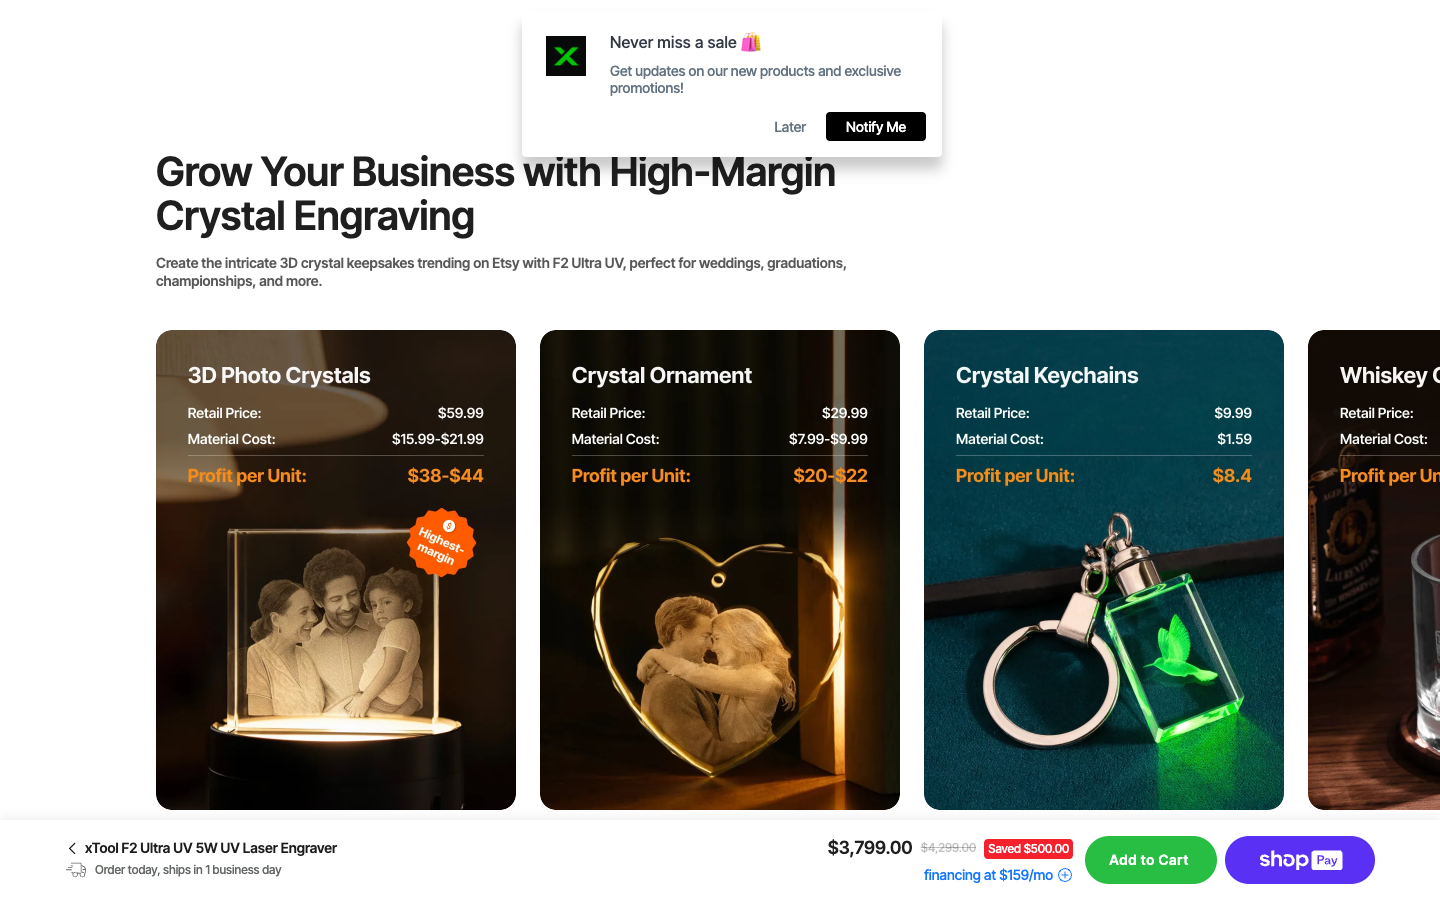 Never miss a sale 🛍️
Get updates on our new products and exclusive
promotions!
Later
Notify Me
Grow Your Business with High-Margin
Crystal Engraving
Create the intricate 3D crystal keepsakes trending on Etsy with F2 Ultra UV, perfect for weddings, graduations,
championships, and more.
3D Photo Crystals
Retail Price: $59.99
Material Cost: $15.99-$21.99
Profit per Unit: $38-$44
Highest-
margin
Crystal Ornament
Retail Price: $29.99
Material Cost: $7.99-$9.99
Profit per Unit: $20-$22
Crystal Keychains
Retail Price: $9.99
Material Cost: $1.59
Profit per Unit: $8.4
Whiskey
Retail Price:
Material Cost:
Profit per
xTool F2 Ultra UV 5W UV Laser Engraver
Order today, ships in 1 business day
$3,799.00 $4,299.00 Saved $500.00
financing at $159/mo
Add to Cart
shop Pay